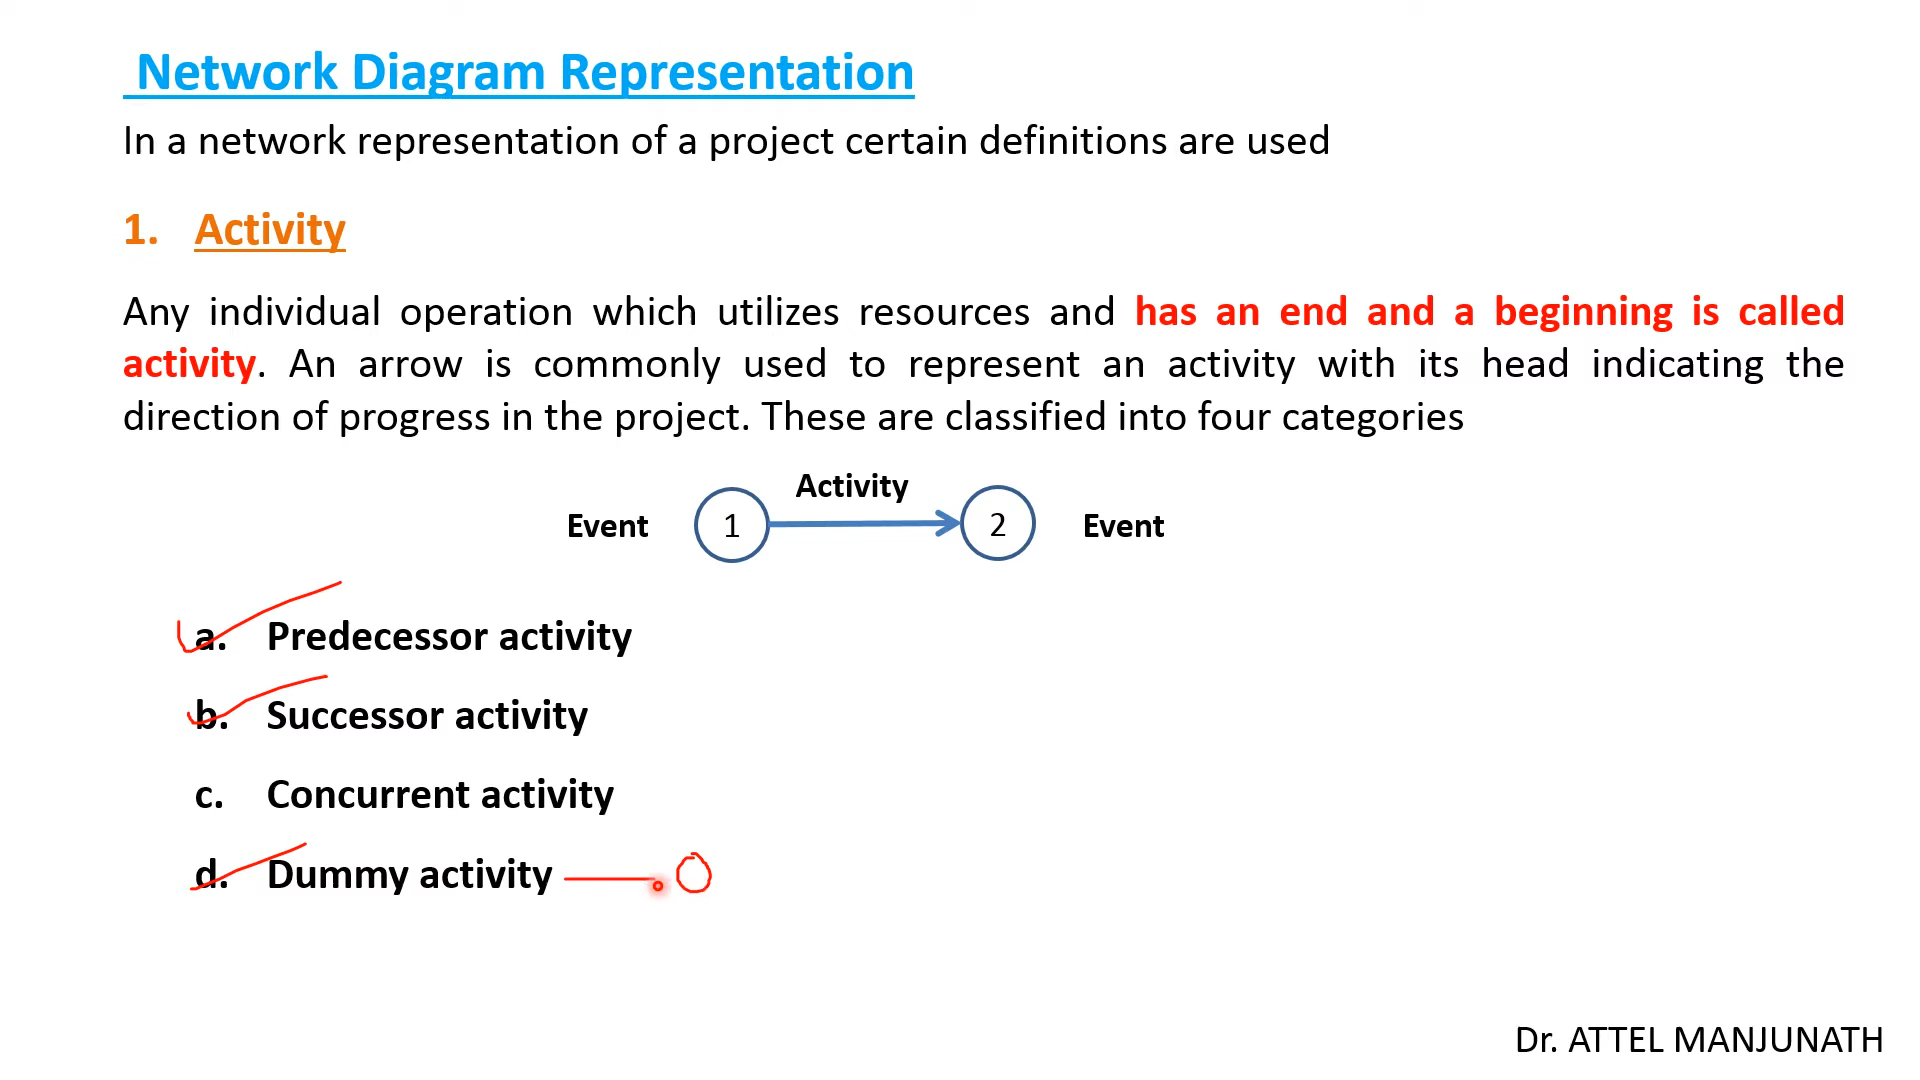 Network Diagram Representation
In a network representation of a project certain definitions are used
1. Activity
Any individual operation which utilizes resources and has an end and a beginning is called
activity. An arrow is commonly used to represent an activity with its head indicating the
direction of progress in the project. These are classified into four categories
Activity
Event 1 2 Event
a. Predecessor activity
b. Successor activity
c. Concurrent activity
d. Dummy activity
Dr. ATTEL MANJUNATH